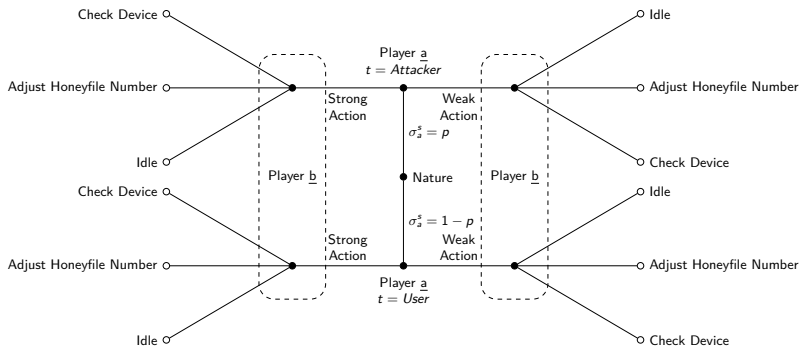 Check Device
Idle
Player a
t = Attacker
Adjust Honeyfile Number
Adjust Honeyfile Number
Strong
Action
Weak
Action
σₐˢ = p
Idle
Check Device
Player b
Nature
Player b
Check Device
Idle
σₐˢ = 1 − p
Strong
Action
Weak
Action
Adjust Honeyfile Number
Adjust Honeyfile Number
Player a
t = User
Idle
Check Device